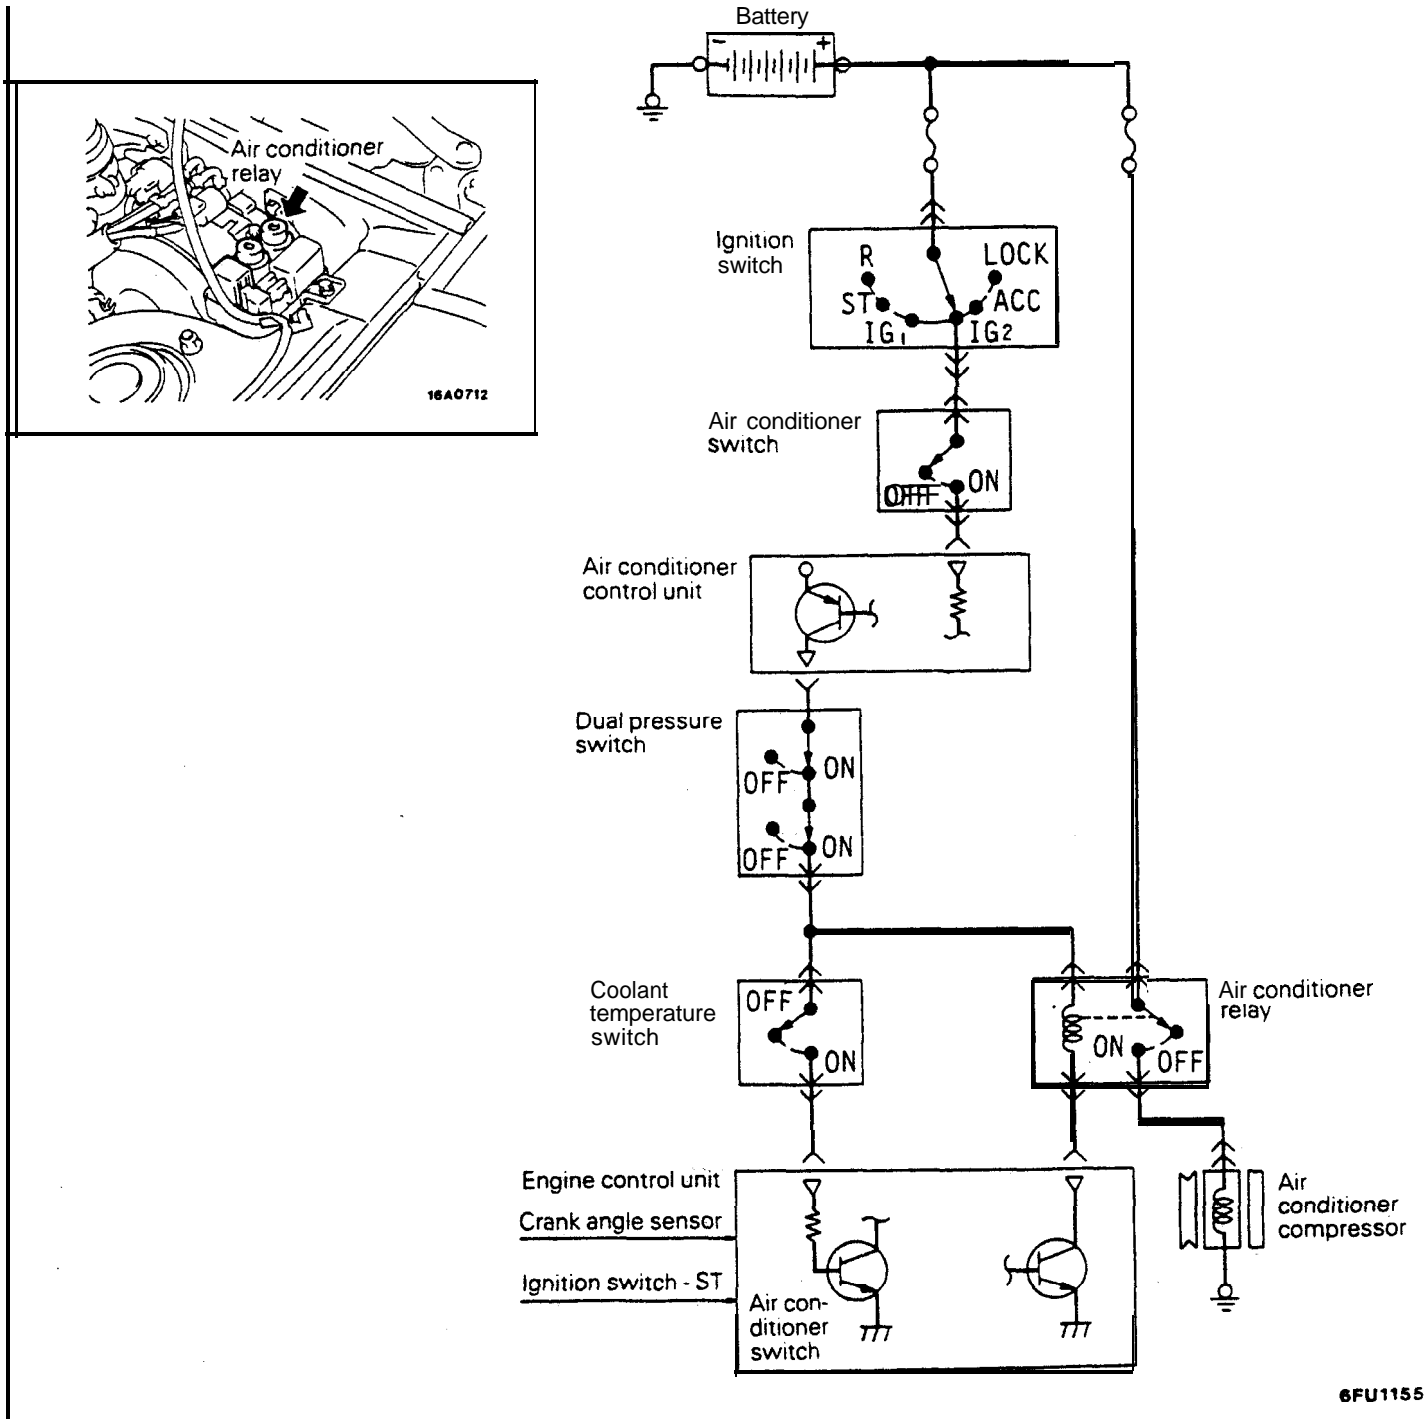 Battery
- +
Air conditioner
relay
16A0712
Ignition
switch
R
LOCK
ST
ACC
IG1
IG2
Air conditioner
switch
OFF
ON
Air conditioner
control unit
Dual pressure
switch
OFF
ON
OFF
ON
Coolant
temperature
switch
OFF
ON
Air conditioner
relay
ON
OFF
Engine control unit
Crank angle sensor
Ignition switch - ST
Air con-
ditioner
switch
Air
conditioner
compressor
6FU1155